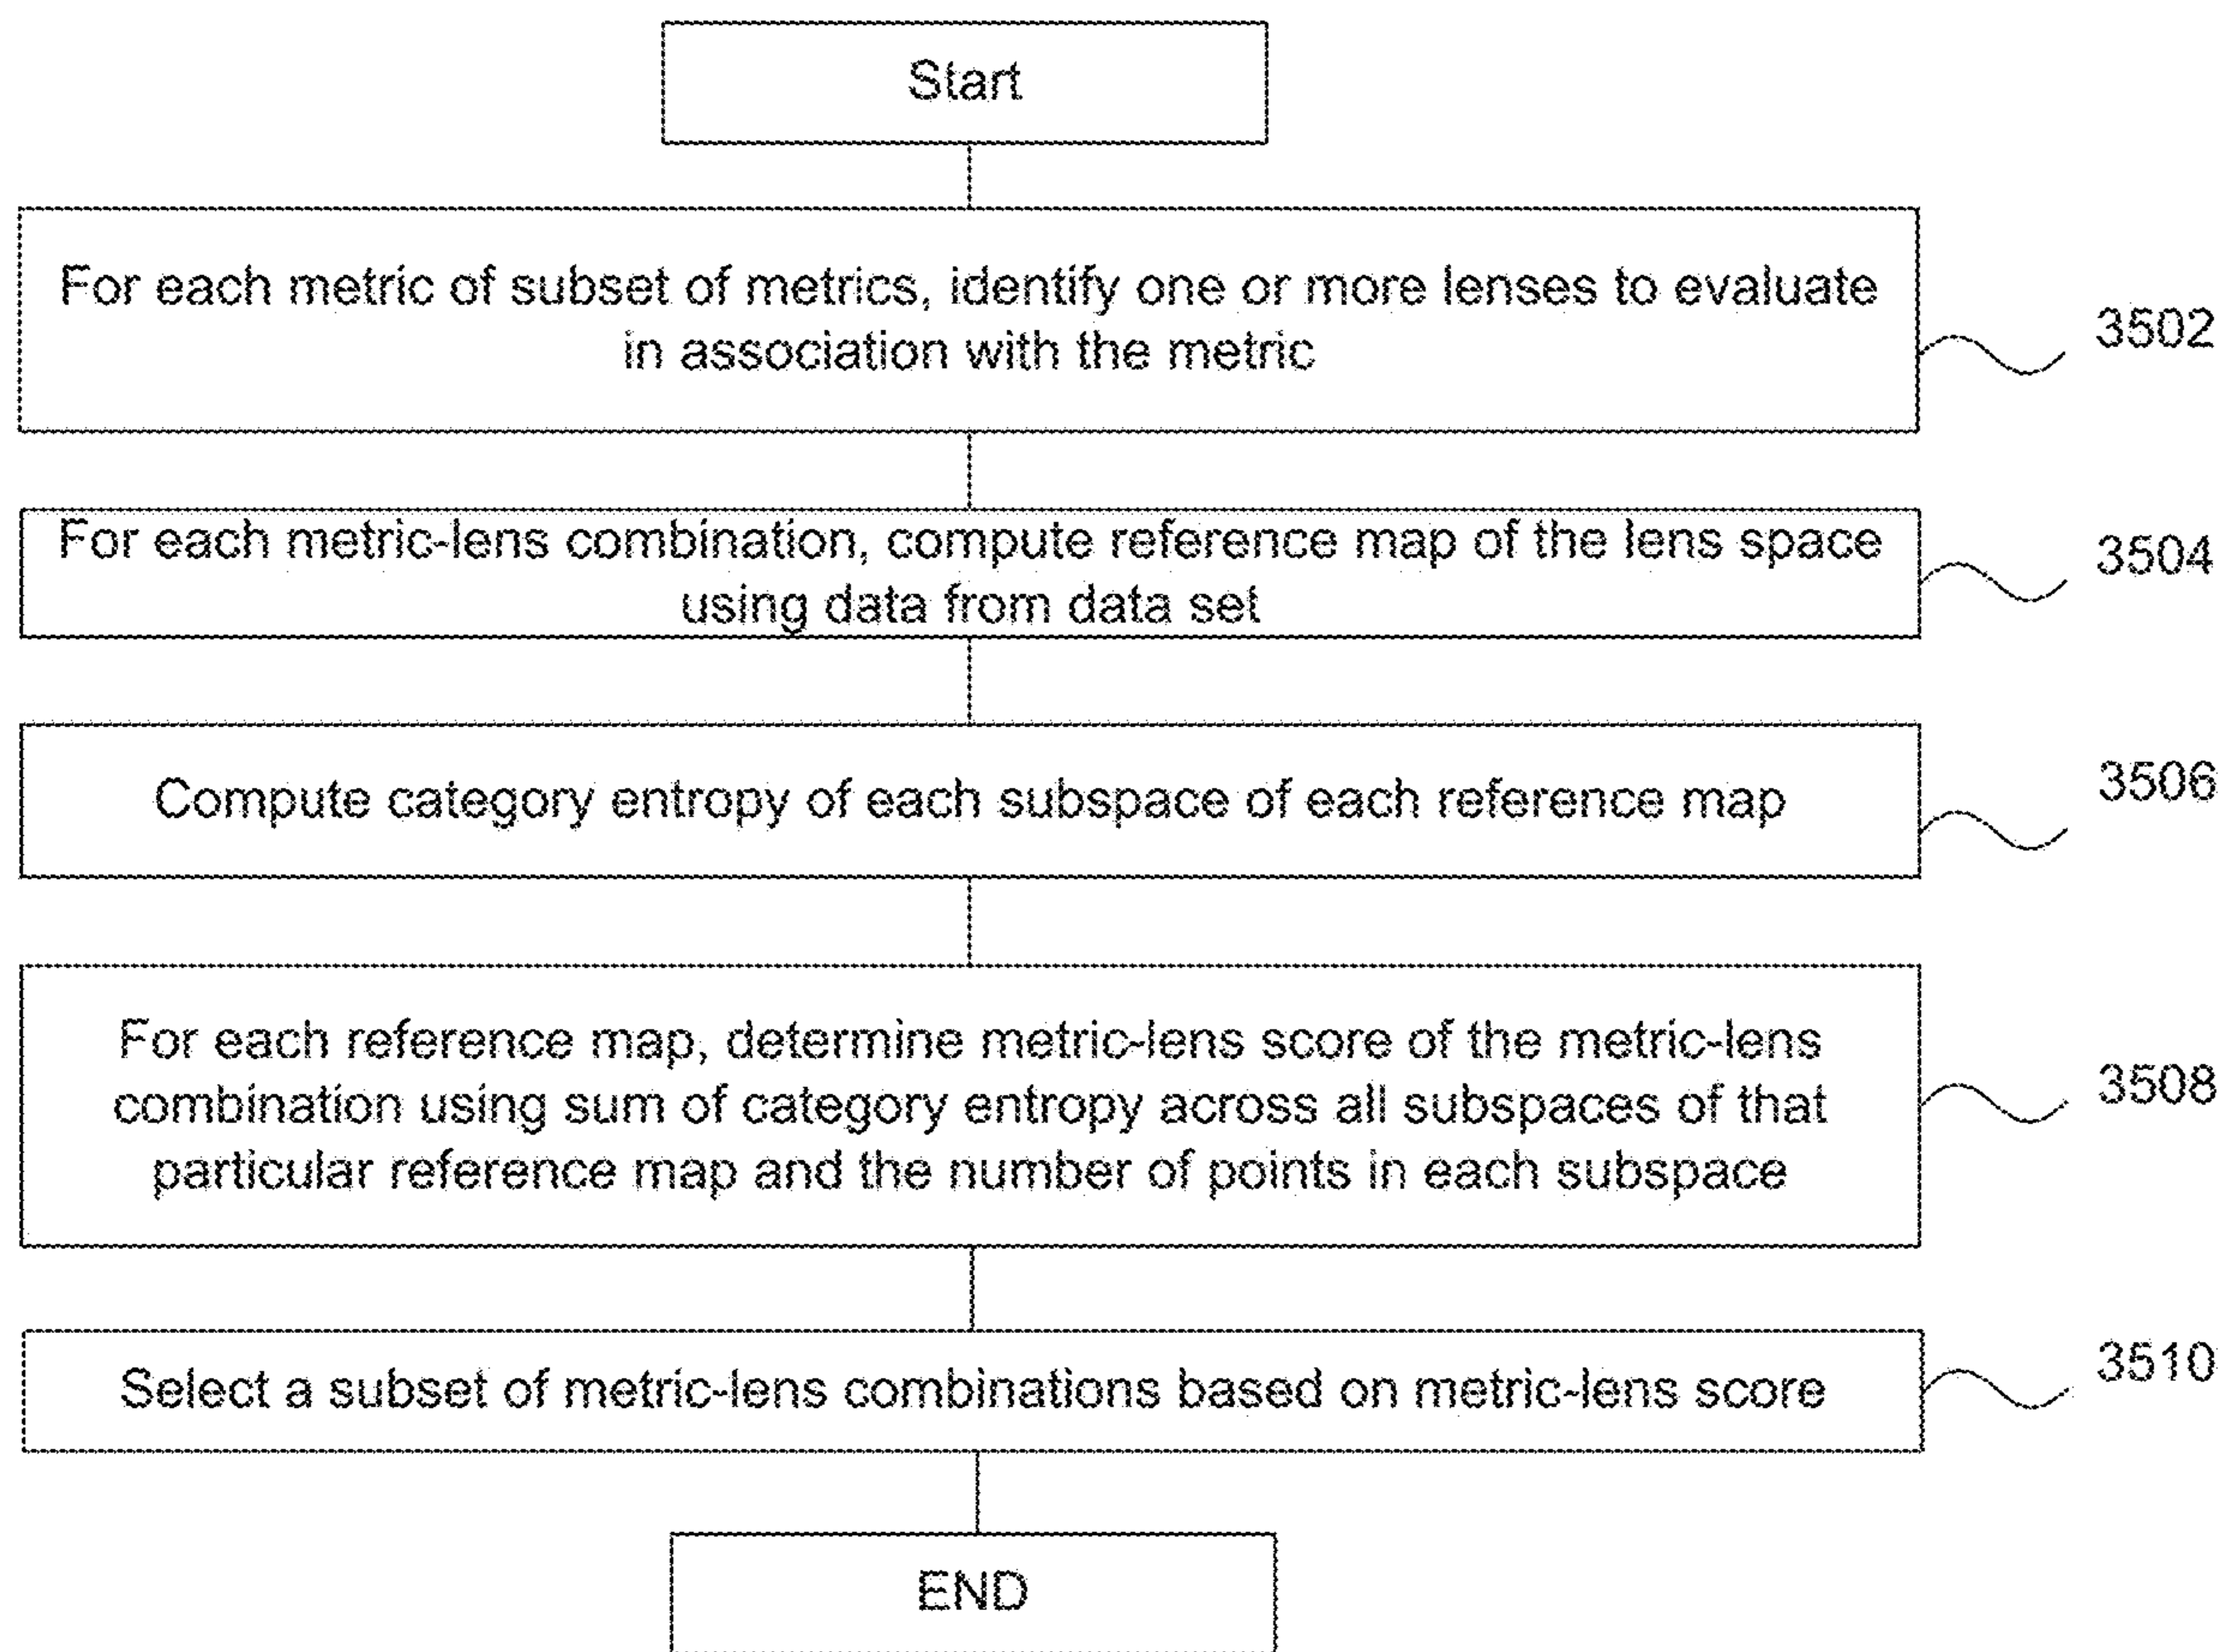 Start
For each metric of subset of metrics, identify one or more lenses to evaluate
in association with the metric
3502
For each metric-lens combination, compute reference map of the lens space
using data from data set
3504
Compute category entropy of each subspace of each reference map
3506
For each reference map, determine metric-lens score of the metric-lens
combination using sum of category entropy across all subspaces of that
particular reference map and the number of points in each subspace
3508
Select a subset of metric-lens combinations based on metric-lens score
3510
END